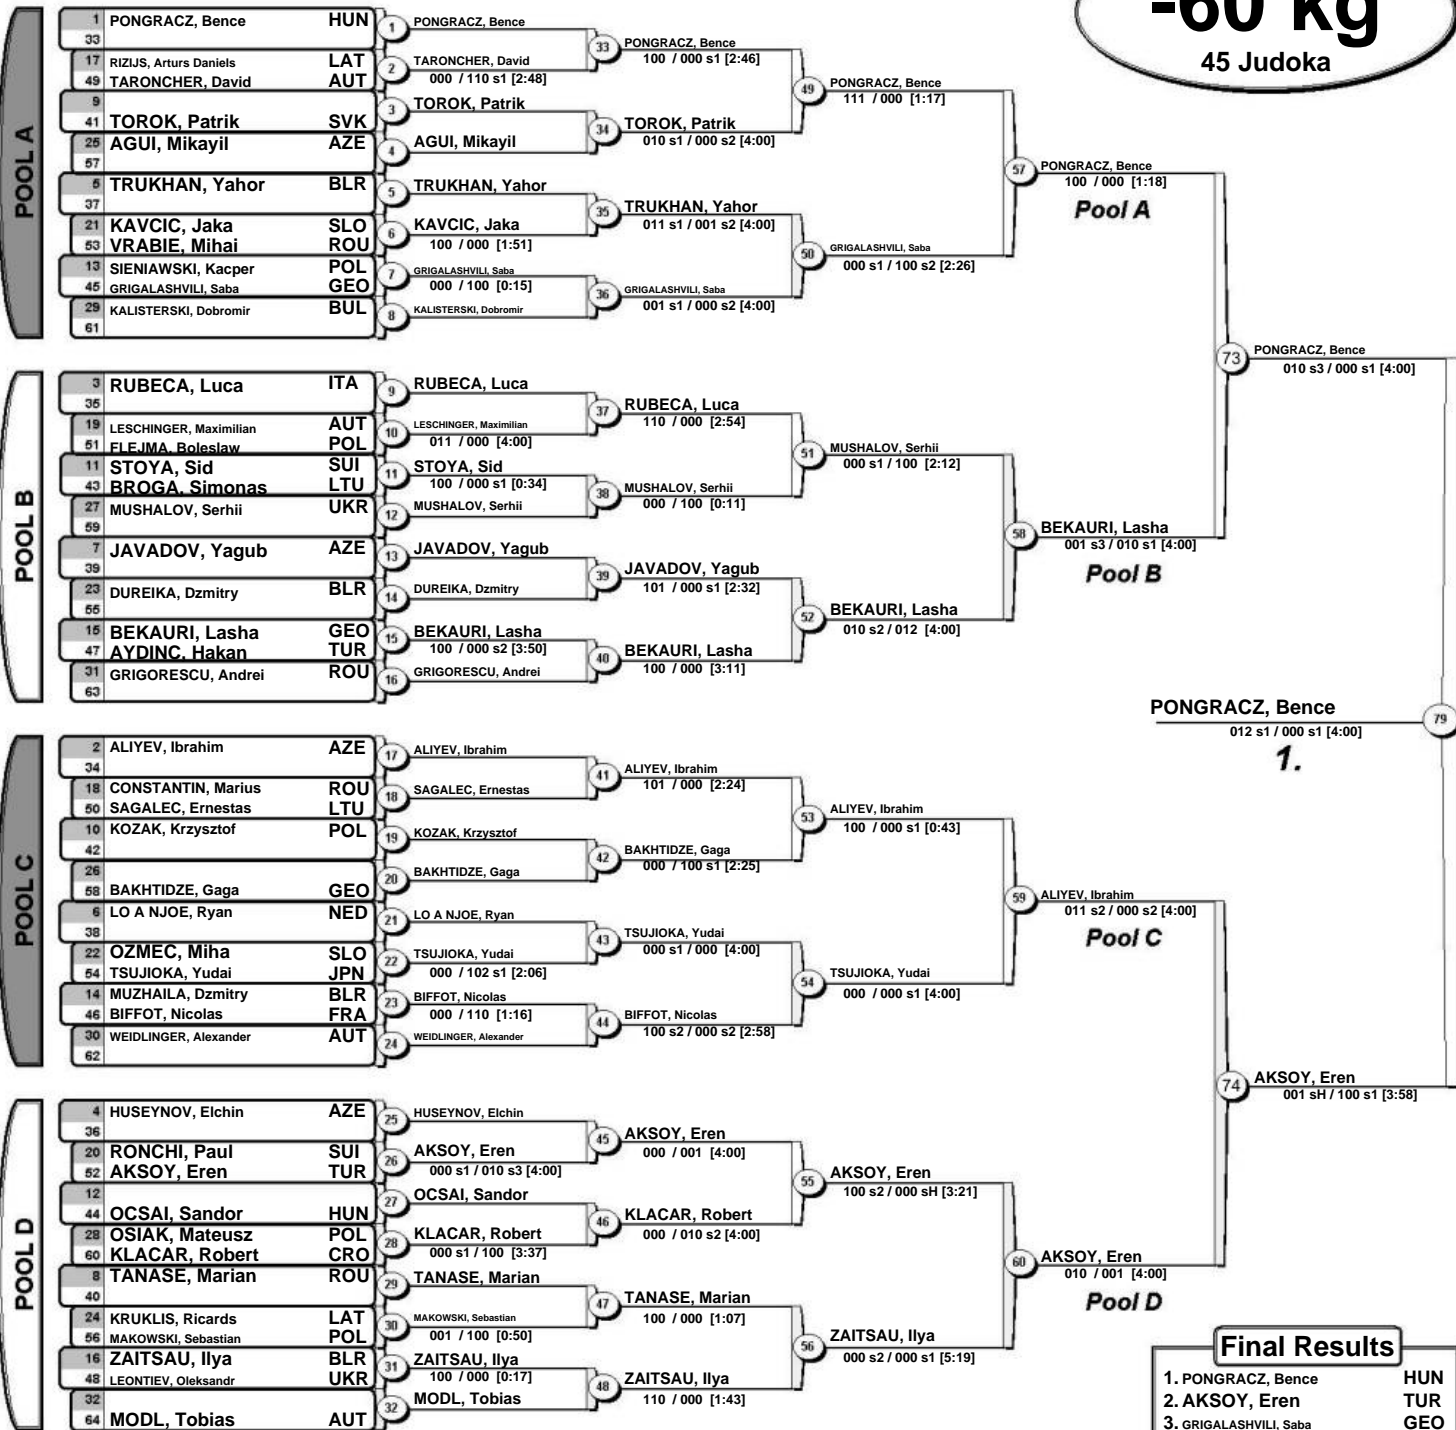 -60 kg
45 Judoka
POOL A
1 PONGRACZ, Bence HUN
33
17 RIZIJS, Arturs Daniels LAT
49 TARONCHER, David AUT
9
41 TOROK, Patrik SVK
25 AGUI, Mikayil AZE
57
5 TRUKHAN, Yahor BLR
37
21 KAVCIC, Jaka SLO
53 VRABIE, Mihai ROU
13 SIENIAWSKI, Kacper POL
45 GRIGALASHVILI, Saba GEO
29 KALISTERSKI, Dobromir BUL
61
1 PONGRACZ, Bence
2 TARONCHER, David
000 / 110 s1 [2:48]
3 TOROK, Patrik
4 AGUI, Mikayil
5 TRUKHAN, Yahor
6 KAVCIC, Jaka
100 / 000 [1:51]
7 GRIGALASHVILI, Saba
000 / 100 [0:15]
8 KALISTERSKI, Dobromir
33 PONGRACZ, Bence
100 / 000 s1 [2:46]
34 TOROK, Patrik
010 s1 / 000 s2 [4:00]
35 TRUKHAN, Yahor
011 s1 / 001 s2 [4:00]
36 GRIGALASHVILI, Saba
001 s1 / 000 s2 [4:00]
49 PONGRACZ, Bence
111 / 000 [1:17]
50 GRIGALASHVILI, Saba
000 s1 / 100 s2 [2:26]
57 PONGRACZ, Bence
100 / 000 [1:18]
Pool A
POOL B
3 RUBECA, Luca ITA
35
19 LESCHINGER, Maximilian AUT
51 FLEJMA, Boleslaw POL
11 STOYA, Sid SUI
43 BROGA, Simonas LTU
27 MUSHALOV, Serhii UKR
59
7 JAVADOV, Yagub AZE
39
23 DUREIKA, Dzmitry BLR
55
15 BEKAURI, Lasha GEO
47 AYDINC, Hakan TUR
31 GRIGORESCU, Andrei ROU
63
9 RUBECA, Luca
10 LESCHINGER, Maximilian
011 / 000 [4:00]
11 STOYA, Sid
100 / 000 s1 [0:34]
12 MUSHALOV, Serhii
13 JAVADOV, Yagub
14 DUREIKA, Dzmitry
15 BEKAURI, Lasha
100 / 000 s2 [3:50]
16 GRIGORESCU, Andrei
37 RUBECA, Luca
110 / 000 [2:54]
38 MUSHALOV, Serhii
000 / 100 [0:11]
39 JAVADOV, Yagub
101 / 000 s1 [2:32]
40 BEKAURI, Lasha
100 / 000 [3:11]
51 MUSHALOV, Serhii
000 s1 / 100 [2:12]
52 BEKAURI, Lasha
010 s2 / 012 [4:00]
58 BEKAURI, Lasha
001 s3 / 010 s1 [4:00]
Pool B
73 PONGRACZ, Bence
010 s3 / 000 s1 [4:00]
PONGRACZ, Bence 79
012 s1 / 000 s1 [4:00]
1.
POOL C
2 ALIYEV, Ibrahim AZE
34
18 CONSTANTIN, Marius ROU
50 SAGALEC, Ernestas LTU
10 KOZAK, Krzysztof POL
42
26
58 BAKHTIDZE, Gaga GEO
6 LO A NJOE, Ryan NED
38
22 OZMEC, Miha SLO
54 TSUJIOKA, Yudai JPN
14 MUZHAILA, Dzmitry BLR
46 BIFFOT, Nicolas FRA
30 WEIDLINGER, Alexander AUT
62
17 ALIYEV, Ibrahim
18 SAGALEC, Ernestas
19 KOZAK, Krzysztof
20 BAKHTIDZE, Gaga
21 LO A NJOE, Ryan
22 TSUJIOKA, Yudai
000 / 102 s1 [2:06]
23 BIFFOT, Nicolas
000 / 110 [1:16]
24 WEIDLINGER, Alexander
41 ALIYEV, Ibrahim
101 / 000 [2:24]
42 BAKHTIDZE, Gaga
000 / 100 s1 [2:25]
43 TSUJIOKA, Yudai
000 s1 / 000 [4:00]
44 BIFFOT, Nicolas
100 s2 / 000 s2 [2:58]
53 ALIYEV, Ibrahim
100 / 000 s1 [0:43]
54 TSUJIOKA, Yudai
000 / 000 s1 [4:00]
59 ALIYEV, Ibrahim
011 s2 / 000 s2 [4:00]
Pool C
POOL D
4 HUSEYNOV, Elchin AZE
36
20 RONCHI, Paul SUI
52 AKSOY, Eren TUR
12
44 OCSAI, Sandor HUN
28 OSIAK, Mateusz POL
60 KLACAR, Robert CRO
8 TANASE, Marian ROU
40
24 KRUKLIS, Ricards LAT
56 MAKOWSKI, Sebastian POL
16 ZAITSAU, Ilya BLR
48 LEONTIEV, Oleksandr UKR
32
64 MODL, Tobias AUT
25 HUSEYNOV, Elchin
26 AKSOY, Eren
000 s1 / 010 s3 [4:00]
27 OCSAI, Sandor
28 KLACAR, Robert
000 s1 / 100 [3:37]
29 TANASE, Marian
30 MAKOWSKI, Sebastian
001 / 100 [0:50]
31 ZAITSAU, Ilya
100 / 000 [0:17]
32 MODL, Tobias
45 AKSOY, Eren
000 / 001 [4:00]
46 KLACAR, Robert
000 / 010 s2 [4:00]
47 TANASE, Marian
100 / 000 [1:07]
48 ZAITSAU, Ilya
110 / 000 [1:43]
55 AKSOY, Eren
100 s2 / 000 sH [3:21]
56 ZAITSAU, Ilya
000 s2 / 000 s1 [5:19]
60 AKSOY, Eren
010 / 001 [4:00]
Pool D
74 AKSOY, Eren
001 sH / 100 s1 [3:58]
Final Results
1. PONGRACZ, Bence HUN
2. AKSOY, Eren TUR
3. GRIGALASHVILI, Saba GEO